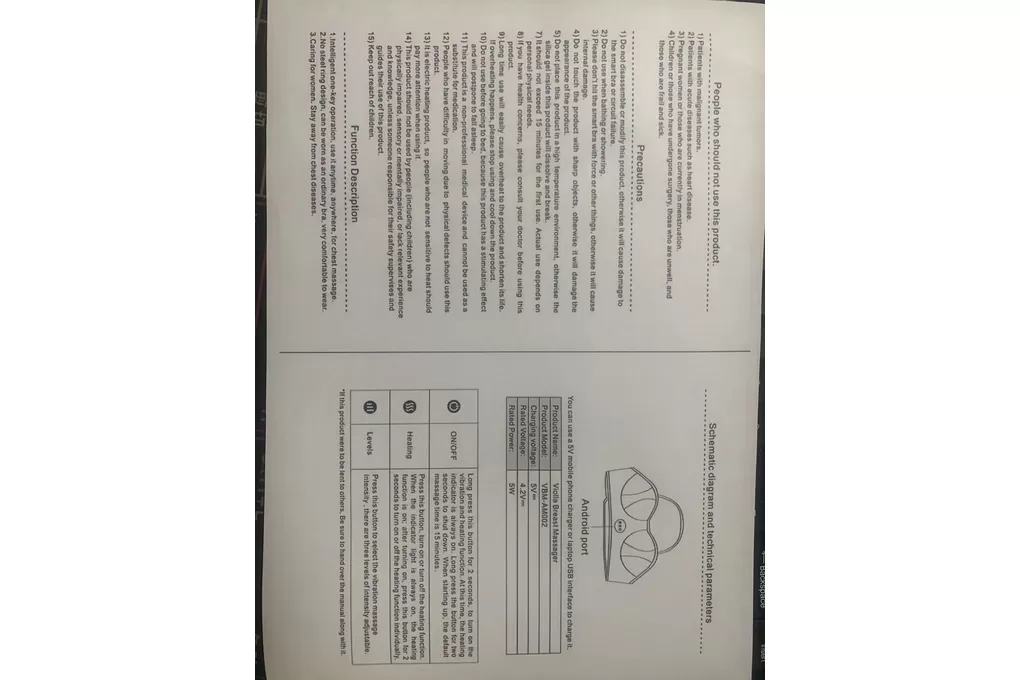 People who should not use this product.
1) Patients with malignant tumors.
2) Patients with acute diseases such as heart disease.
3) Pregnant women or those who are currently in menstruation.
4) Children or those who have undergone surgery, those who are unwell, and
those who are frail and sick.
Precautions
1) Do not disassemble or modify this product, otherwise it will cause damage to
the smart bra or circuit failure.
2) Do not use when bathing or showering.
3) Please don't hit the smart bra with force or other things, otherwise it will cause
internal damage.
4) Do not touch the product with sharp objects, otherwise it will damage the
appearance of the product.
5) Do not place this product in a high temperature environment, otherwise the
silica gel inside this product will dissolve and break.
7) It should not exceed 15 minutes for the first use. Actual use depends on
personal physical needs.
8) If you have health concerns, please consult your doctor before using this
product.
9) Long time use will easily cause overheat to the product and shorten its life.
If overheating happens, please stop using and cool down the product.
10) Do not use before going to bed, because this product has a stimulating effect
and will postpone to fall asleep.
11) This product is a non-professional medical device and cannot be used as a
substitute for medication.
12) People who have difficulty in moving due to physical defects should use this
product.
13) It is electric heating product, so people who are not sensitive to heat should
pay more attention when using it.
14) This product should not be used by people (including children) who are
physically impaired, sensory or mentally impaired, or lack relevant experience
and knowledge, unless someone responsible for their safety supervises and
guides their use of this product.
15) Keep out reach of children.
Function Description
1.Intelligent one-key operation, use it anytime, anywhere, for chest massage.
2.No steel ring design, can be worn as an ordinary bra, very comfortable to wear.
3.Caring for women, Stay away from chest diseases.
Schematic diagram and technical parameters
Android port
You can use a 5V mobile phone charger or laptop USB interface to charge it.
Product Name: Violla Breast Massager
Product Model: VBM-AM002
Charging voltage: 5V⎓
Rated Voltage: 4.2V⎓
Rated Power: 5W
ON/OFF
Long press this button for 2 seconds, to turn on the
vibration and heating function. At this time, the heating
indicator is always on. Long press the button for two
seconds to shut down. When starting up, the default
massage time is 15 minutes.
Healing
Press this button, turn on or turn off the heating function.
When the indicator light is always on, the heating
function is on; after turning on, press this button for 2
seconds to turn on or off the heating function individually.
Levels
Press this button to select the vibration massage
intensity, there are three levels of intensity adjustable.
*If this product were to be lent to others, Be sure to hand over the manual along with it.
Backspace